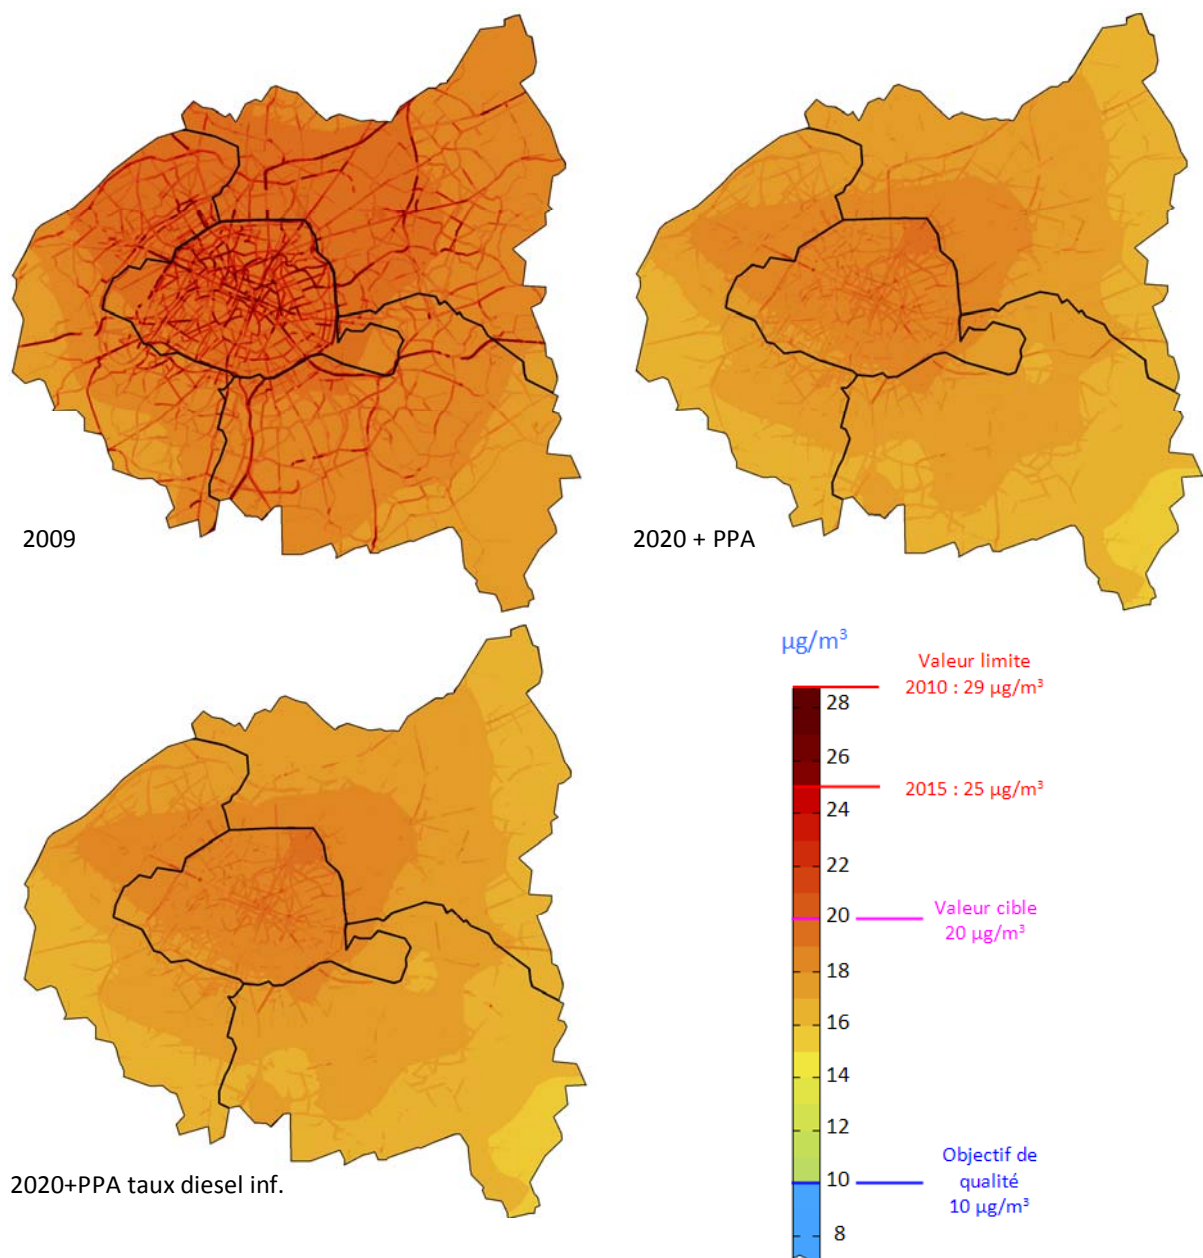 2009
2020 + PPA
2020+PPA taux diesel inf.
µg/m³
28
26
24
22
20
18
16
14
12
10
8
Valeur limite
2010 : 29 µg/m³
2015 : 25 µg/m³
Valeur cible
20 µg/m³
Objectif de
qualité
10 µg/m³